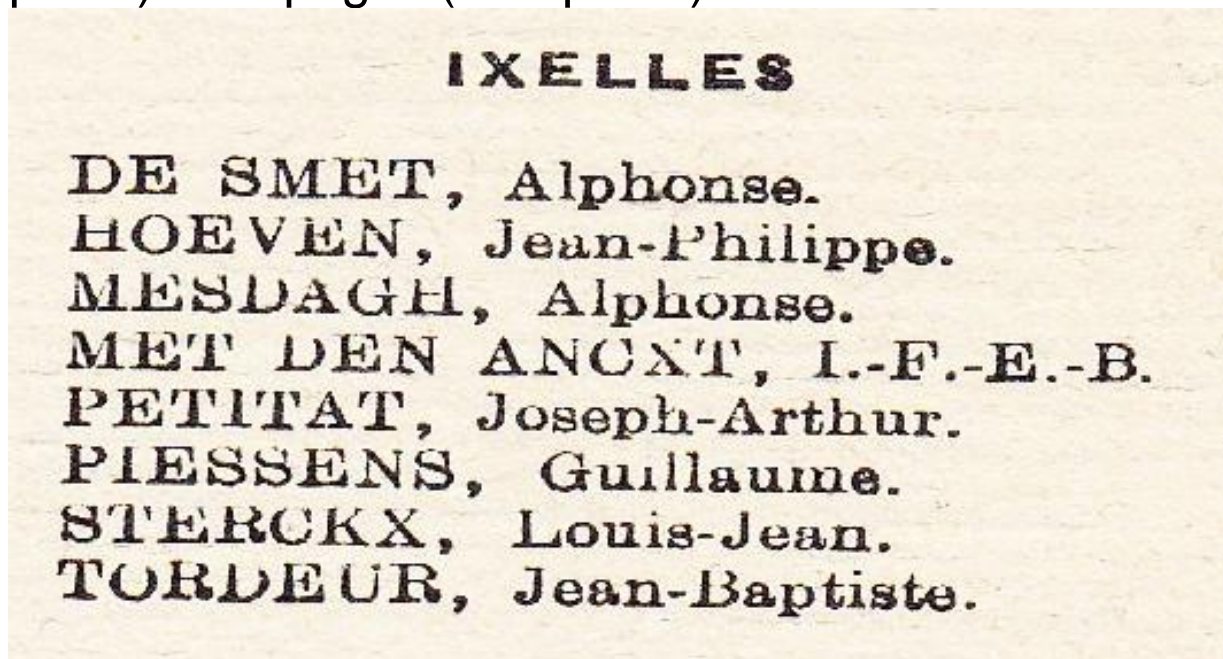 IXELLES
DE SMET, Alphonse.
HOEVEN, Jean-Philippe.
MESDAGH, Alphonse.
MET DEN ANCXT, I.-F.-E.-B.
PETITAT, Joseph-Arthur.
PIESSENS, Guillaume.
STERCKX, Louis-Jean.
TORDEUR, Jean-Baptiste.